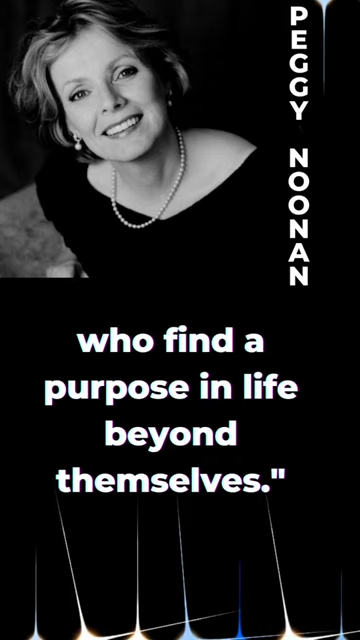 PEGGY NOONAN
who find a
purpose in life
beyond
themselves."